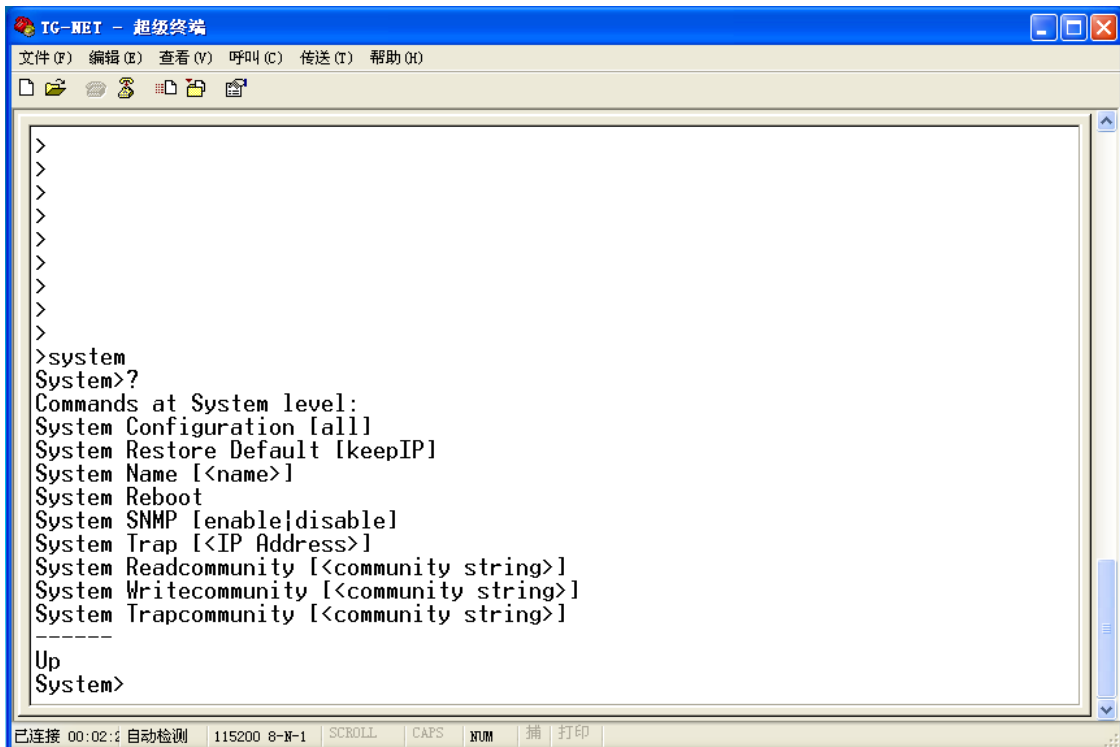 TG-NET - 超级终端
文件(F) 编辑(E) 查看(V) 呼叫(C) 传送(T) 帮助(H)
>
>
>
>
>
>
>
>
>
>system
System>?
Commands at System level:
System Configuration [all]
System Restore Default [keepIP]
System Name [<name>]
System Reboot
System SNMP [enable|disable]
System Trap [<IP Address>]
System Readcommunity [<community string>]
System Writecommunity [<community string>]
System Trapcommunity [<community string>]
------
Up
System>
已连接 00:02:2 自动检测 115200 8-N-1 SCROLL CAPS NUM 捕 打印